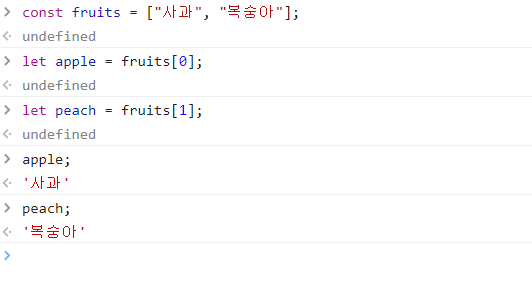 const fruits = ["사과", "복숭아"];
undefined
let apple = fruits[0];
undefined
let peach = fruits[1];
undefined
apple;
'사과'
peach;
'복숭아'